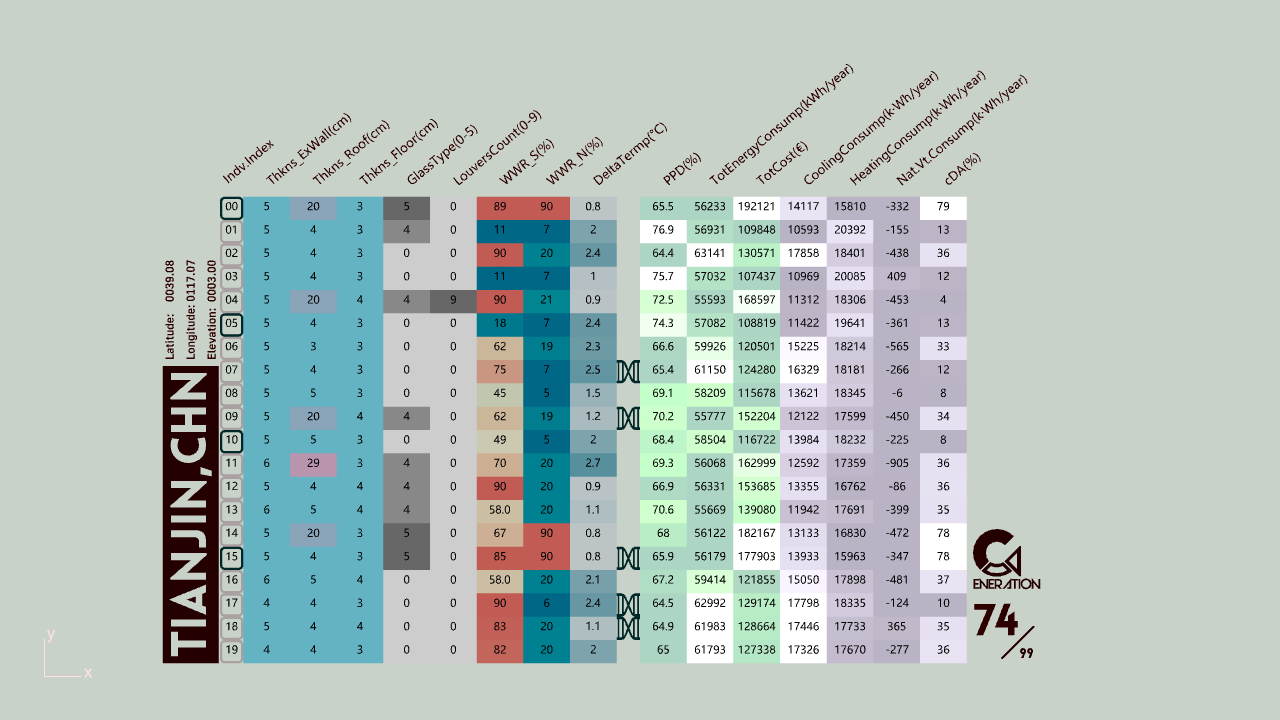 Indv.Index Thkns_ExWall(cm) Thkns_Roof(cm) Thkns_Floor(cm) GlassType(0-5) LouversCount(0-9) WWR_S(%) WWR_N(%) DeltaTermp(°C) PPD(%) TotEnergyConsump(kWh/year) TotCost(€) CoolingConsump(k·Wh/year) HeatingConsump(k·Wh/year) Nat.Vt.Consump(k·Wh/year) cDA(%)
00 5 20 3 5 0 89 90 0.8 65.5 56233 192121 14117 15810 -332 79
01 5 4 3 4 0 11 7 2 76.9 56931 109848 10593 20392 -155 13
02 5 4 3 0 0 90 20 2.4 64.4 63141 130571 17858 18401 -438 36
03 5 4 3 0 0 11 7 1 75.7 57032 107437 10969 20085 409 12
04 5 20 4 4 9 90 21 0.9 72.5 55593 168597 11312 18306 -453 4
05 5 4 3 0 0 18 7 2.4 74.3 57082 108819 11422 19641 -361 13
06 5 3 3 0 0 62 19 2.3 66.6 59926 120501 15225 18214 -565 33
07 5 4 3 0 0 75 7 2.5 65.4 61150 124280 16329 18181 -266 12
08 5 5 3 0 0 45 5 1.5 69.1 58209 115678 13621 18345 -6 8
09 5 20 4 4 0 62 19 1.2 70.2 55777 152204 12122 17599 -450 34
10 5 5 3 0 0 49 5 2 68.4 58504 116722 13984 18232 -225 8
11 6 29 3 4 0 70 20 2.7 69.3 56068 162999 12592 17359 -905 36
12 5 4 4 4 0 90 20 0.9 66.9 56331 153685 13355 16762 -86 36
13 6 5 4 4 0 58.0 20 1.1 70.6 55669 139080 11942 17691 -399 35
14 5 20 3 5 0 67 90 0.8 68 56122 182167 13133 16830 -472 78
15 5 4 3 5 0 85 90 0.8 65.9 56179 177903 13933 15963 -347 78
16 6 5 4 0 0 58.0 20 2.1 67.2 59414 121855 15050 17898 -481 37
17 4 4 3 0 0 90 6 2.4 64.5 62992 129174 17798 18335 -124 10
18 5 4 4 0 0 83 20 1.1 64.9 61983 128664 17446 17733 365 35
19 4 4 3 0 0 82 20 2 65 61793 127338 17326 17670 -277 36
Latitude: 0039.08
Longitude: 0117.07
Elevation: 0003.00
TIANJIN,CHN
GENERATION
74/99
y
x